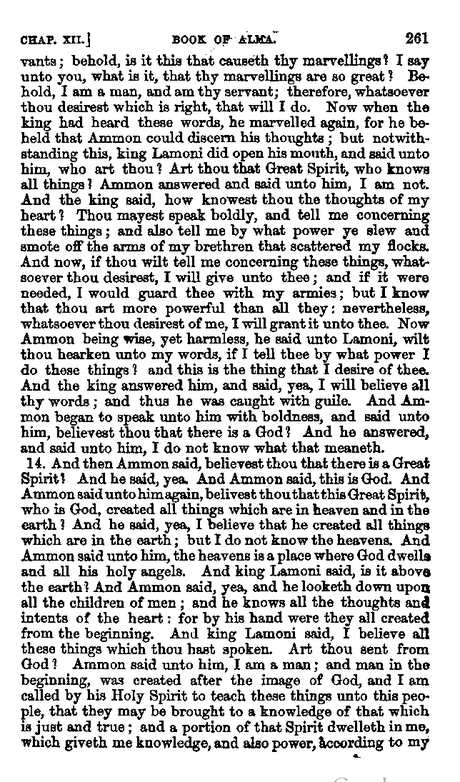 CHAP. XII.] BOOK OF ALMA. 261
vants; behold, is it this that causeth thy marvellings? I say
unto you, what is it, that thy marvellings are so great? Be-
hold, I am a man, and am thy servant; therefore, whatsoever
thou desirest which is right, that will I do. Now when the
king had heard these words, he marvelled again, for he be-
held that Ammon could discern his thoughts; but notwith-
standing this, king Lamoni did open his mouth, and said unto
him, who art thou? Art thou that Great Spirit, who knows
all things? Ammon answered and said unto him, I am not.
And the king said, how knowest thou the thoughts of my
heart? Thou mayest speak boldly, and tell me concerning
these things; and also tell me by what power ye slew and
smote off the arms of my brethren that scattered my flocks.
And now, if thou wilt tell me concerning these things, what-
soever thou desirest, I will give unto thee; and if it were
needed, I would guard thee with my armies; but I know
that thou art more powerful than all they: nevertheless,
whatsoever thou desirest of me, I will grant it unto thee. Now
Ammon being wise, yet harmless, he said unto Lamoni, wilt
thou hearken unto my words, if I tell thee by what power I
do these things? and this is the thing that I desire of thee.
And the king answered him, and said, yea, I will believe all
thy words; and thus he was caught with guile. And Am-
mon began to speak unto him with boldness, and said unto
him, believest thou that there is a God? And he answered,
and said unto him, I do not know what that meaneth.
14. And then Ammon said, believest thou that there is a Great
Spirit? And he said, yea. And Ammon said, this is God. And
Ammon said unto him again, belivest thou that this Great Spirit,
who is God, created all things which are in heaven and in the
earth? And he said, yea, I believe that he created all things
which are in the earth; but I do not know the heavens. And
Ammon said unto him, the heavens is a place where God dwells
and all his holy angels. And king Lamoni said, is it above
the earth? And Ammon said, yea, and he looketh down upon
all the children of men; and he knows all the thoughts and
intents of the heart: for by his hand were they all created
from the beginning. And king Lamoni said, I believe all
these things which thou hast spoken. Art thou sent from
God? Ammon said unto him, I am a man; and man in the
beginning, was created after the image of God, and I am
called by his Holy Spirit to teach these things unto this peo-
ple, that they may be brought to a knowledge of that which
is just and true; and a portion of that Spirit dwelleth in me,
which giveth me knowledge, and also power, according to my